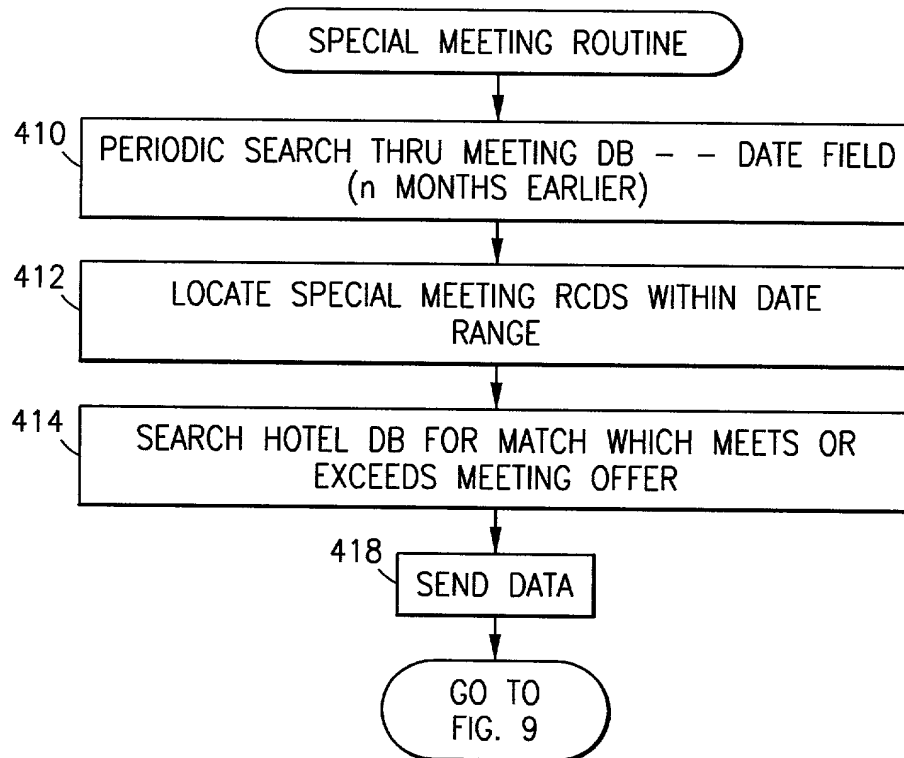 SPECIAL MEETING ROUTINE
410
PERIODIC SEARCH THRU MEETING DB – – DATE FIELD
(n MONTHS EARLIER)
412
LOCATE SPECIAL MEETING RCDS WITHIN DATE
RANGE
414
SEARCH HOTEL DB FOR MATCH WHICH MEETS OR
EXCEEDS MEETING OFFER
418
SEND DATA
GO TO
FIG. 9